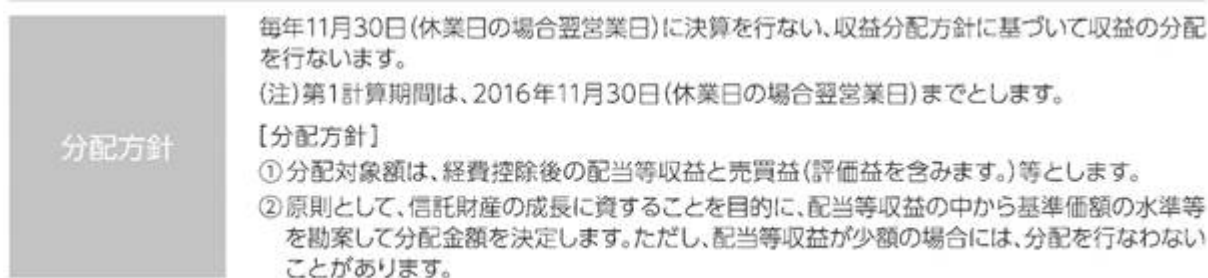 分配方針
毎年11月30日(休業日の場合翌営業日)に決算を行ない、収益分配方針に基づいて収益の分配
を行ないます。
(注)第1計算期間は、2016年11月30日(休業日の場合翌営業日)までとします。
[分配方針]
①分配対象額は、経費控除後の配当等収益と売買益(評価益を含みます。)等とします。
②原則として、信託財産の成長に資することを目的に、配当等収益の中から基準価額の水準等
を勘案して分配金額を決定します。ただし、配当等収益が少額の場合には、分配を行なわない
ことがあります。